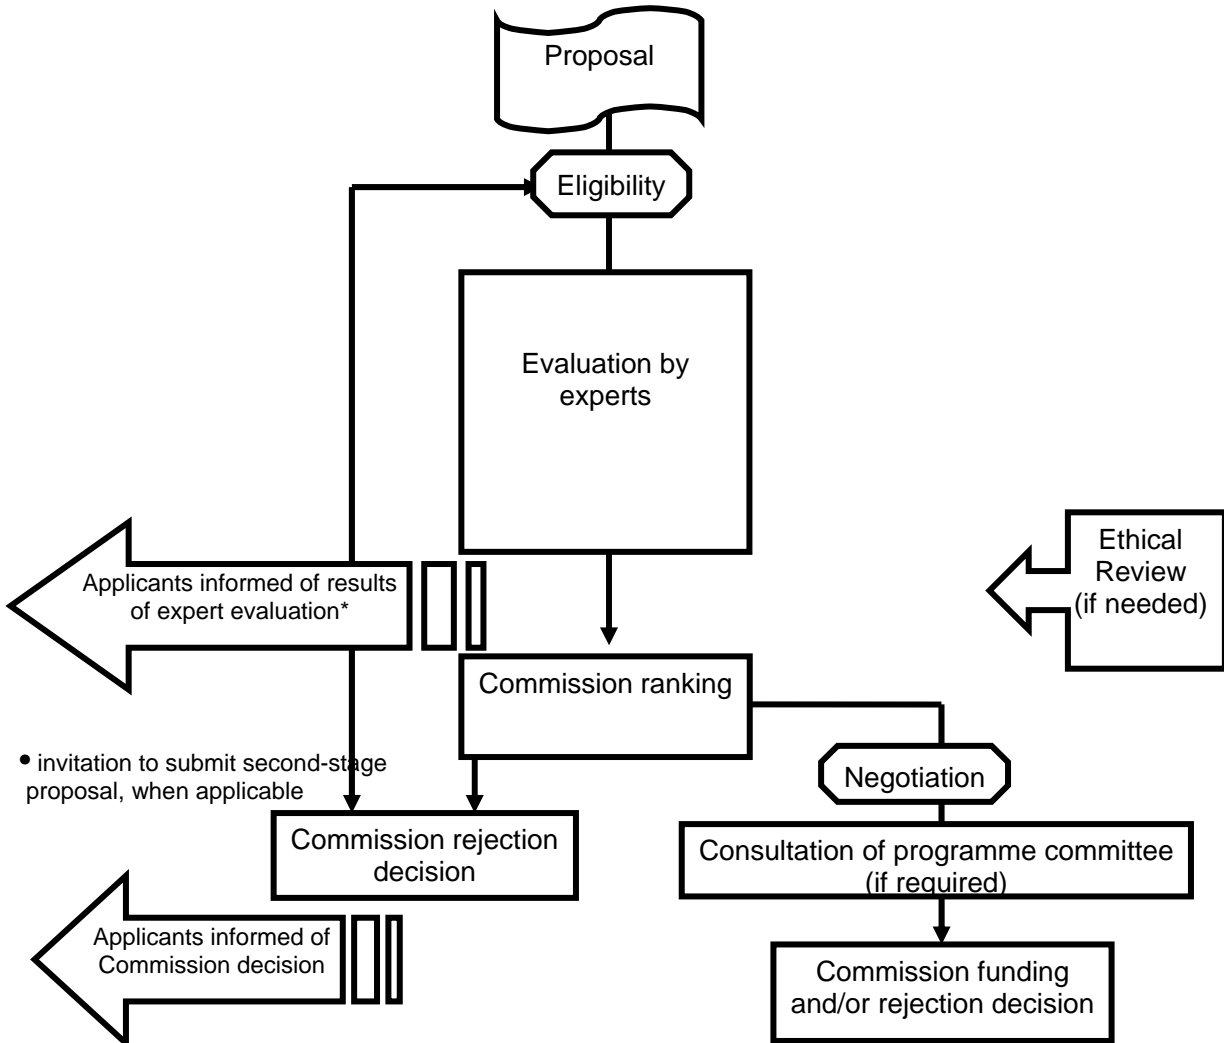 Proposal
Eligibility
Evaluation by
experts
Ethical
Review
(if needed)
Applicants informed of results
of expert evaluation*
Commission ranking
• invitation to submit second-stage
proposal, when applicable
Negotiation
Commission rejection
decision
Consultation of programme committee
(if required)
Applicants informed of
Commission decision
Commission funding
and/or rejection decision